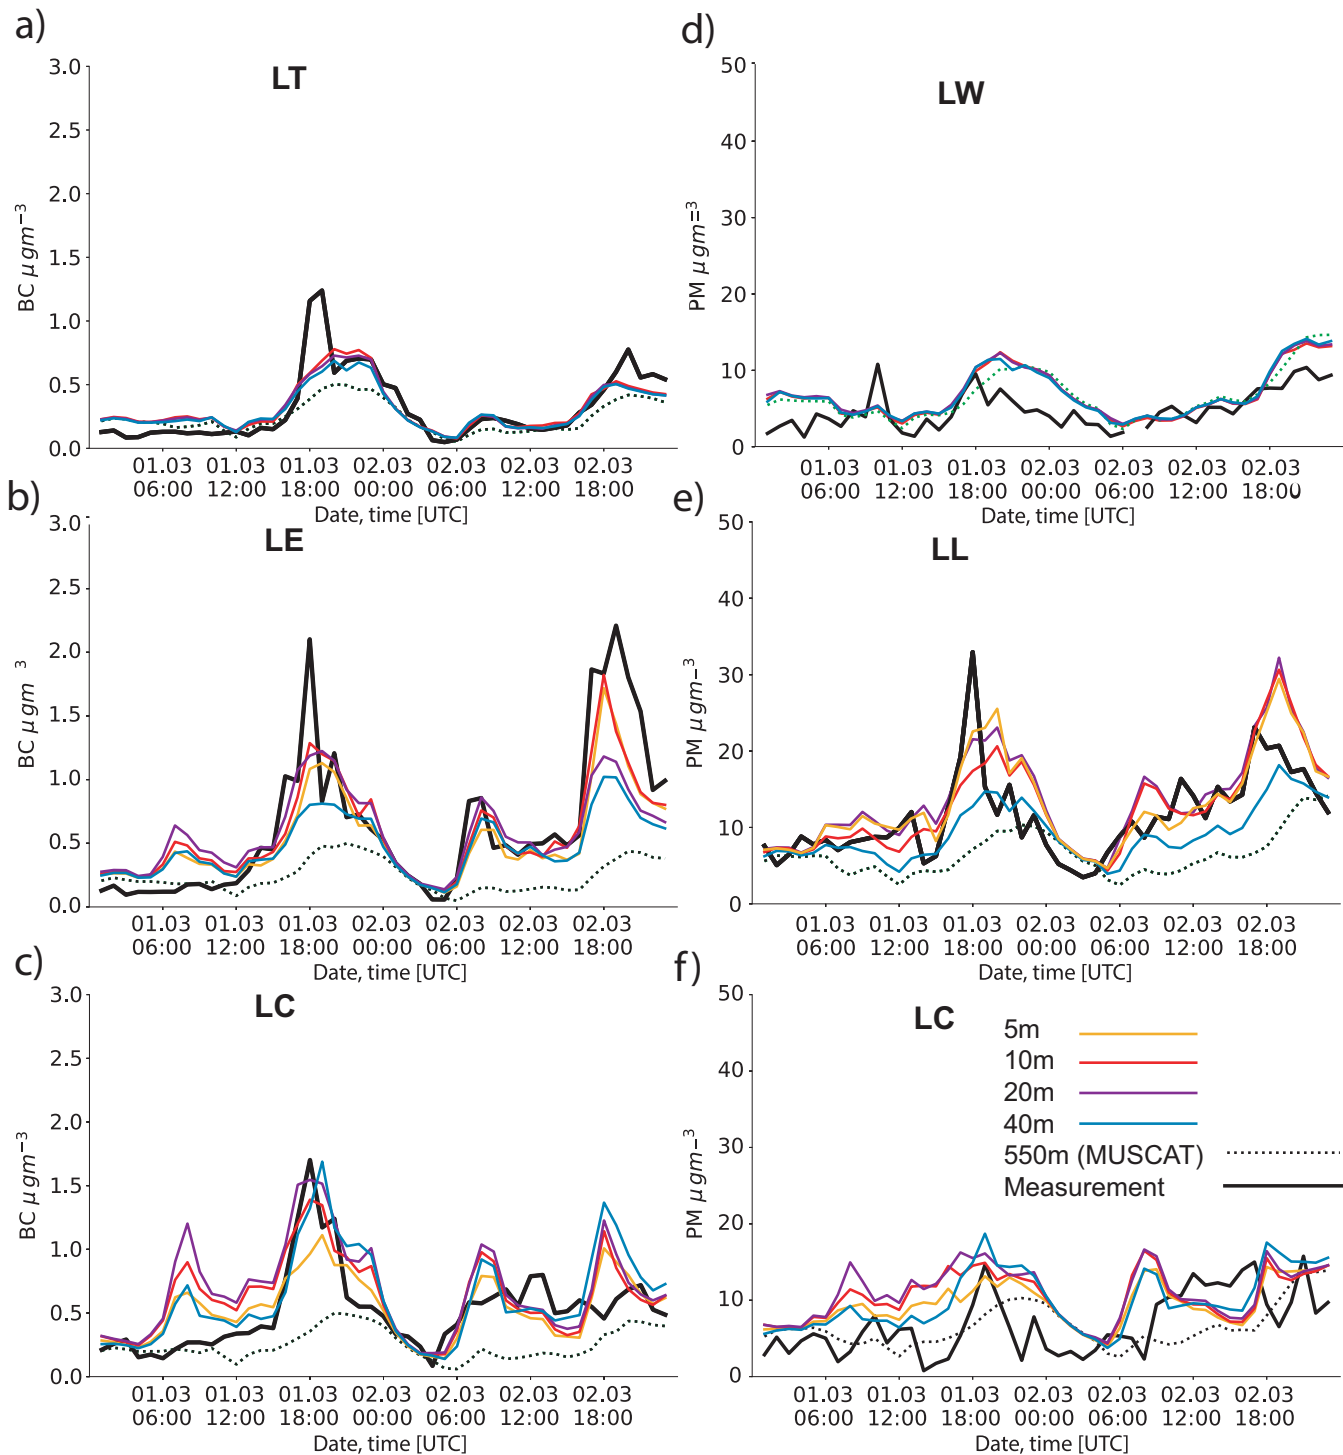 a)
LT
3.0
2.5
2.0
1.5
1.0
0.5
0.0
BC μgm−3
01.03 01.03 01.03 02.03 02.03 02.03 02.03
06:00 12:00 18:00 00:00 06:00 12:00 18:00
Date, time [UTC]
b)
LE
3.0
2.5
2.0
1.5
1.0
0.5
0.0
BC μgm 3
01.03 01.03 01.03 02.03 02.03 02.03 02.03
06:00 12:00 18:00 00:00 06:00 12:00 18:00
Date, time [UTC]
c)
LC
3.0
2.5
2.0
1.5
1.0
0.5
0.0
BC μgm−3
01.03 01.03 01.03 02.03 02.03 02.03 02.03
06:00 12:00 18:00 00:00 06:00 12:00 18:00
Date, time [UTC]
d)
LW
50
40
30
20
10
0
PM μgm=3
01.03 01.03 01.03 02.03 02.03 02.03 02.03
06:00 12:00 18:00 00:00 06:00 12:00 18:00
Date, time [UTC]
e)
LL
50
40
30
20
10
0
PM μgm−3
01.03 01.03 01.03 02.03 02.03 02.03 02.03
06:00 12:00 18:00 00:00 06:00 12:00 18:00
Date, time [UTC]
f)
LC
50
40
30
20
10
0
PM μgm−3
5m
10m
20m
40m
550m (MUSCAT)
Measurement
01.03 01.03 01.03 02.03 02.03 02.03 02.03
06:00 12:00 18:00 00:00 06:00 12:00 18:00
Date, time [UTC]